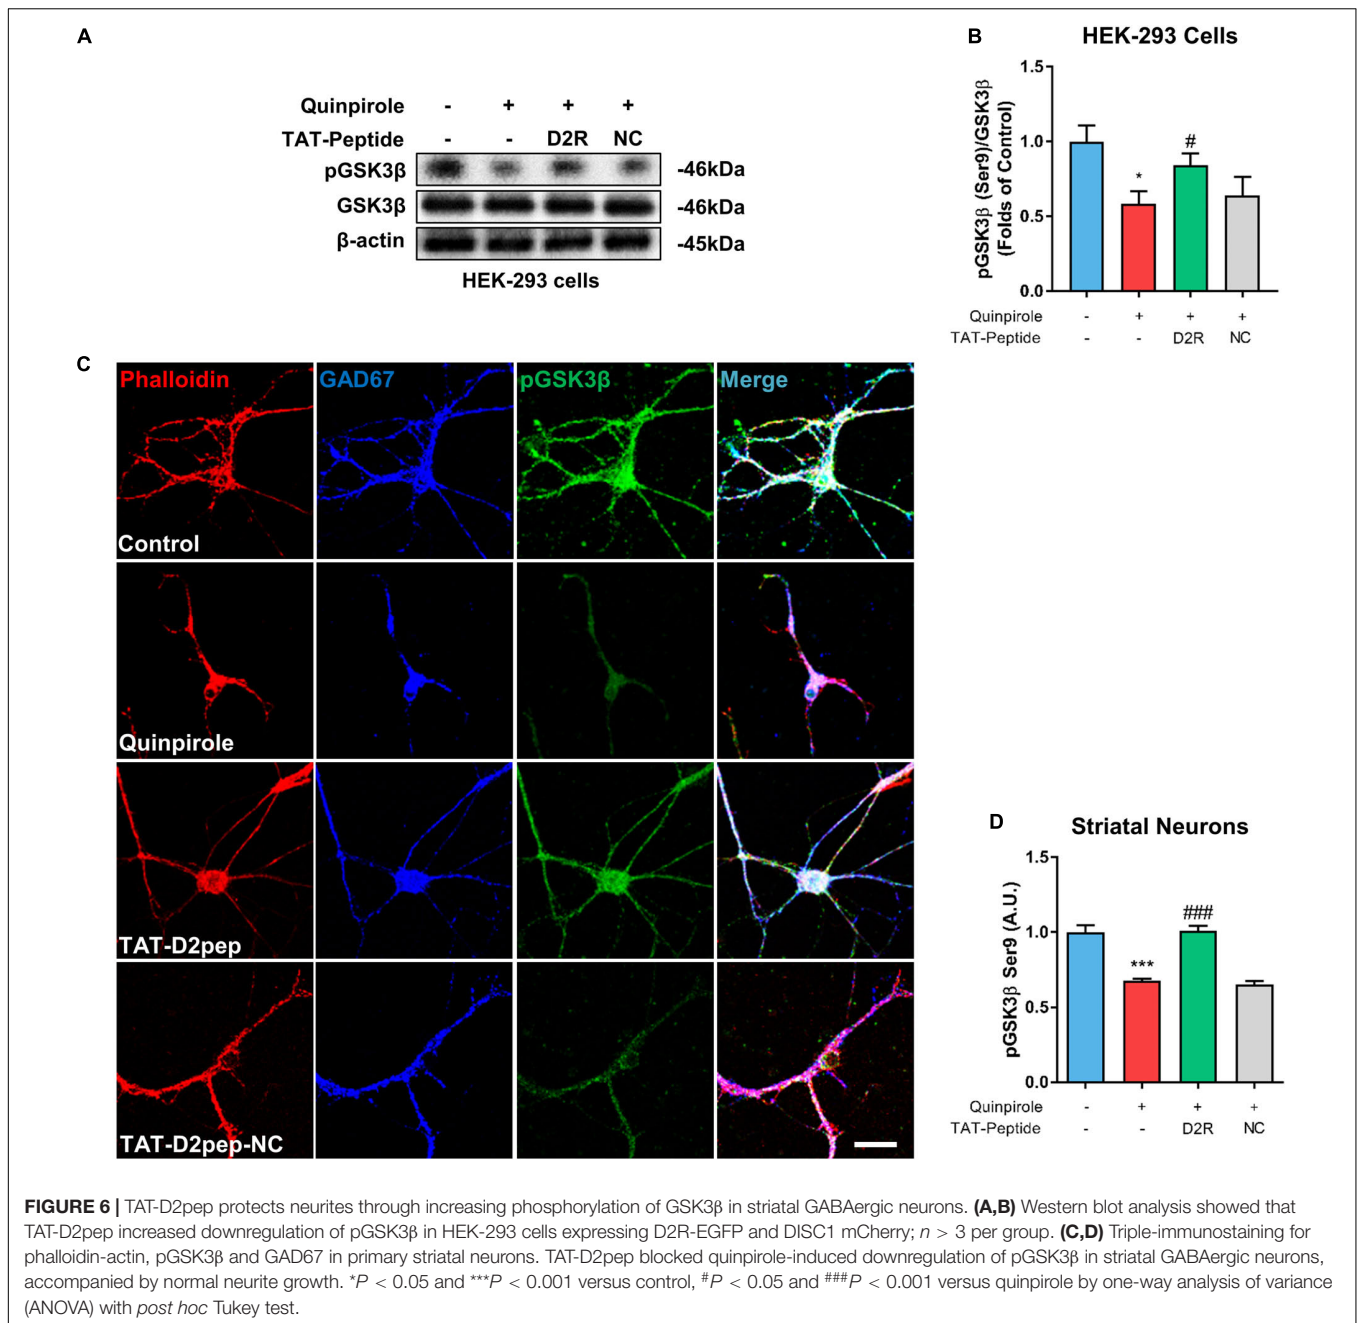 A
Quinpirole - + + +
TAT-Peptide - - D2R NC
pGSK3β -46kDa
GSK3β -46kDa
β-actin -45kDa
HEK-293 cells
B
HEK-293 Cells
pGSK3β (Ser9)/GSK3β
(Folds of Control)
1.5
1.0
0.5
0.0
*
#
Quinpirole - + + +
TAT-Peptide - - D2R NC
C
Phalloidin GAD67 pGSK3β Merge
Control
Quinpirole
TAT-D2pep
TAT-D2pep-NC
D
Striatal Neurons
pGSK3β Ser9 (A.U.)
1.5
1.0
0.5
0.0
***
###
Quinpirole - + + +
TAT-Peptide - - D2R NC
FIGURE 6 | TAT-D2pep protects neurites through increasing phosphorylation of GSK3β in striatal GABAergic neurons. (A,B) Western blot analysis showed that
TAT-D2pep increased downregulation of pGSK3β in HEK-293 cells expressing D2R-EGFP and DISC1 mCherry; n > 3 per group. (C,D) Triple-immunostaining for
phalloidin-actin, pGSK3β and GAD67 in primary striatal neurons. TAT-D2pep blocked quinpirole-induced downregulation of pGSK3β in striatal GABAergic neurons,
accompanied by normal neurite growth. *P < 0.05 and ***P < 0.001 versus control, #P < 0.05 and ###P < 0.001 versus quinpirole by one-way analysis of variance
(ANOVA) with post hoc Tukey test.